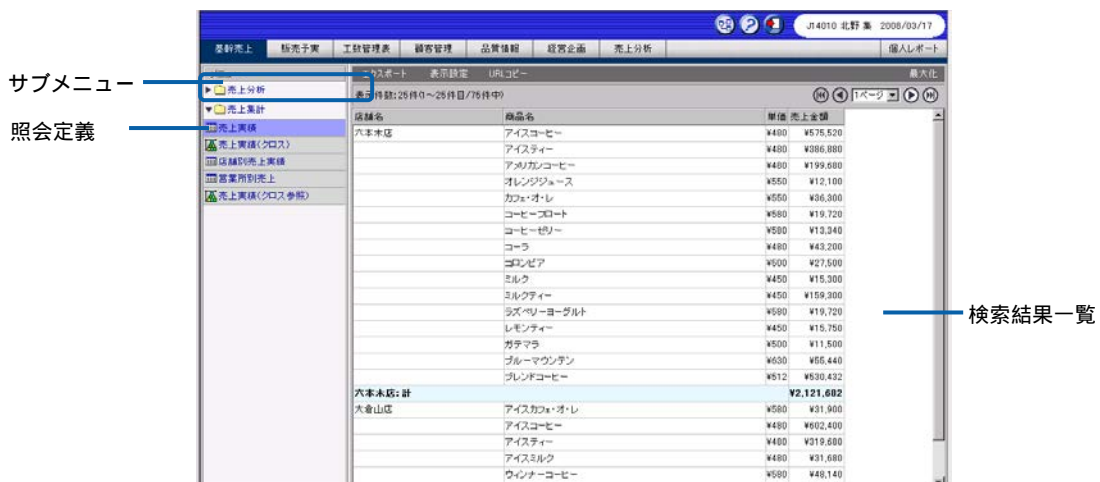 J14010 北野 集 2008/03/17
基幹売上 販売予実 工数管理表 顧客管理 品質情報 経営企画 売上分析 個人レポート
サブメニュー
エクスポート 表示設定 URLコピー 最大化
売上分析
表示件数:25件(1~25件目/75件中) 1ページ
売上集計
照会定義
売上実績
売上実績(クロス)
店舗別売上実績
営業所別売上
売上実績(クロス参照)
店舗名 商品名 単価 売上金額
六本木店 アイスコーヒー ¥480 ¥575,520
アイスティー ¥480 ¥386,880
アメリカンコーヒー ¥480 ¥199,680
オレンジジュース ¥550 ¥12,100
カフェ・オ・レ ¥550 ¥36,300
コーヒーフロート ¥580 ¥19,720
コーヒーゼリー ¥580 ¥13,340
コーラ ¥480 ¥43,200
コロンビア ¥500 ¥27,500
ミルク ¥450 ¥15,300
ミルクティー ¥450 ¥159,300
ラズベリーヨーグルト ¥580 ¥19,720
レモンティー ¥450 ¥15,750
ガテマラ ¥500 ¥11,500
ブルーマウンテン ¥630 ¥55,440
ブレンドコーヒー ¥512 ¥530,432
六本木店:計 ¥2,121,682
大倉山店 アイスカフェ・オ・レ ¥580 ¥31,900
アイスコーヒー ¥480 ¥602,400
アイスティー ¥480 ¥319,680
アイスミルク ¥480 ¥31,680
ウィンナーコーヒー ¥580 ¥48,140
検索結果一覧